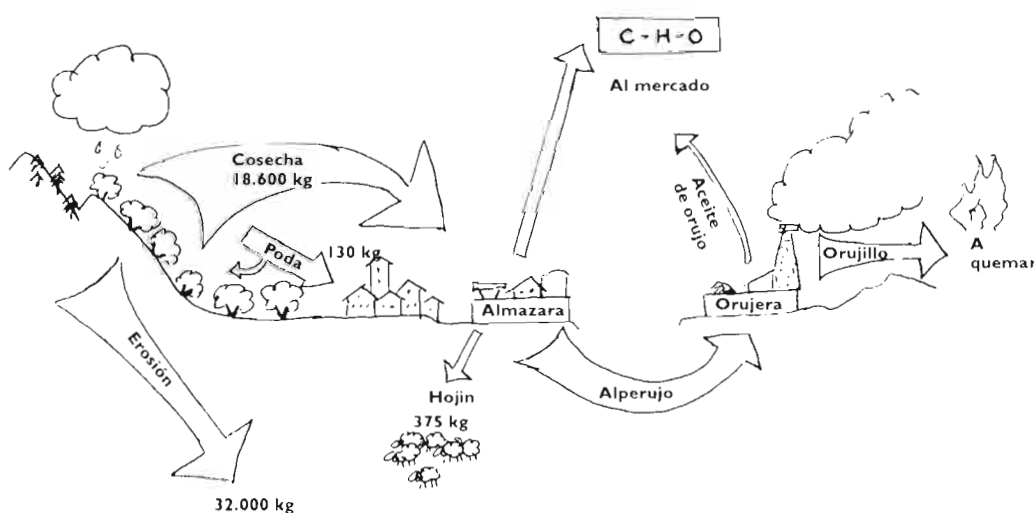 C-H-O
Al mercado
Cosecha
18.600 kg
Aceite
de orujo
Poda
130 kg
Orujillo
A
quemar
Almazara
Orujera
Erosión
Alperujo
Hojin
375 kg
32.000 kg